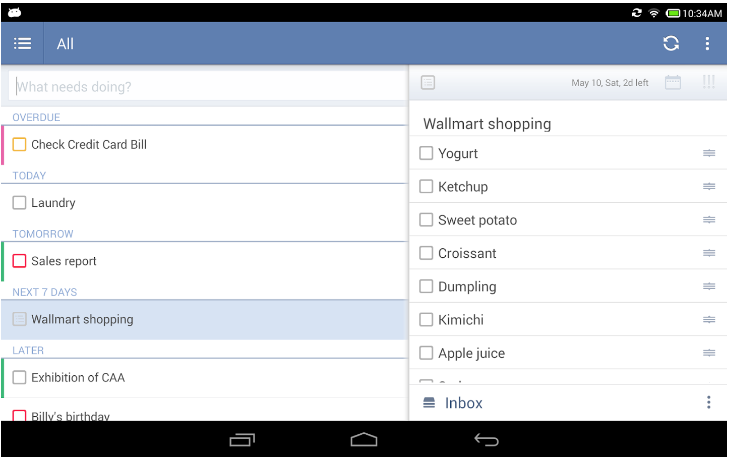 10:34AM
All
What needs doing?
OVERDUE
Check Credit Card Bill
TODAY
Laundry
TOMORROW
Sales report
NEXT 7 DAYS
Wallmart shopping
LATER
Exhibition of CAA
Billy's birthday
May 10, Sat, 2d left
Wallmart shopping
Yogurt
Ketchup
Sweet potato
Croissant
Dumpling
Kimichi
Apple juice
Inbox